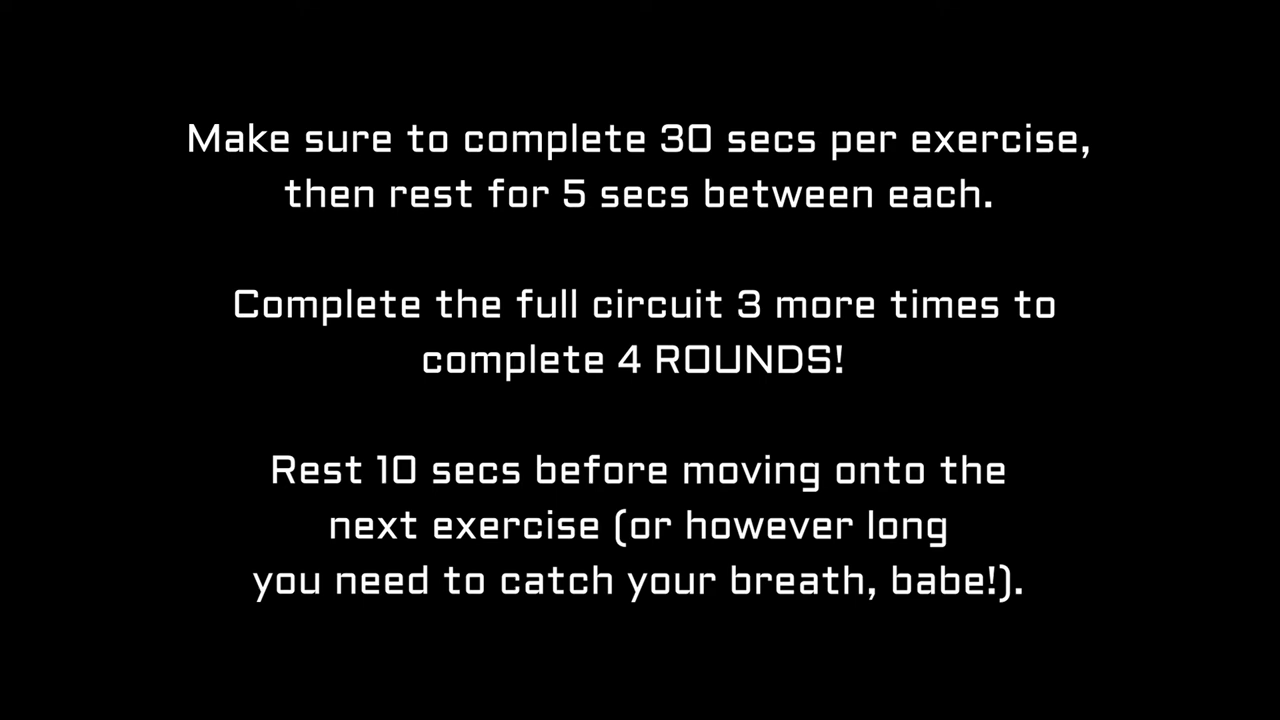 Make sure to complete 30 secs per exercise,
then rest for 5 secs between each.
Complete the full circuit 3 more times to
complete 4 ROUNDS!
Rest 10 secs before moving onto the
next exercise (or however long
you need to catch your breath, babe!).